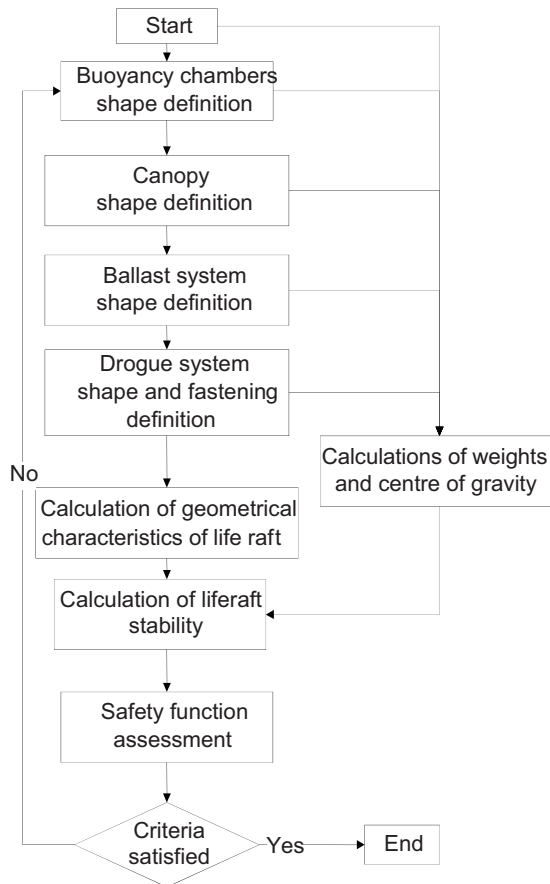 Start
Buoyancy chambers
shape definition
Canopy
shape definition
Ballast system
shape definition
Drogue system
shape and fastening
definition
No
Calculations of weights
and centre of gravity
Calculation of geometrical
characteristics of life raft
Calculation of liferaft
stability
Safety function
assessment
Criteria
satisfied
Yes
End